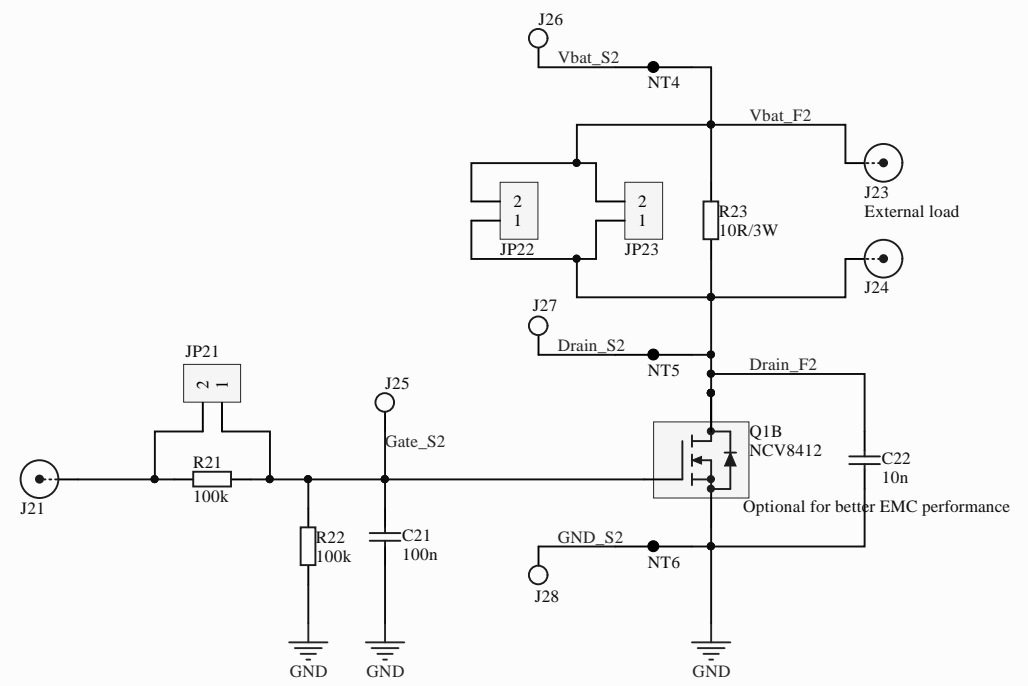 J26
Vbat_S2
NT4
Vbat_F2
J23
External load
2
1
JP22
2
1
JP23
R23
10R/3W
J24
J27
Drain_S2
NT5
Drain_F2
JP21
2 1
J25
Gate_S2
Q1B
NCV8412
R21
100k
J21
C22
10n
Optional for better EMC performance
R22
100k
C21
100n
GND_S2
NT6
J28
GND
GND
GND